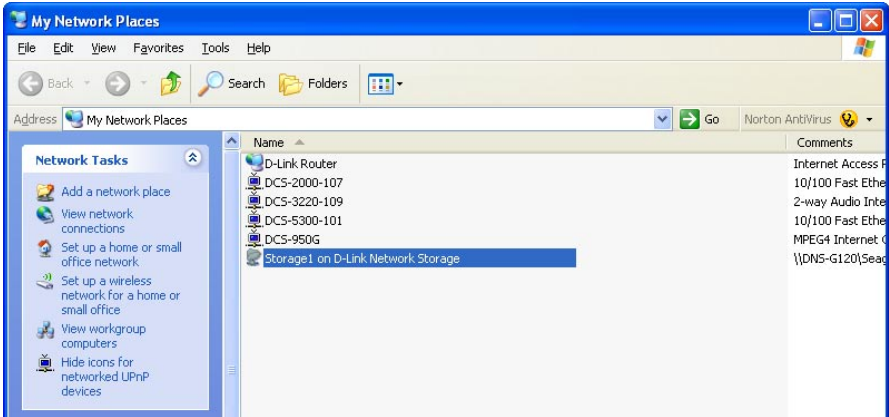 My Network Places
File Edit View Favorites Tools Help
Back Search Folders
Address My Network Places Go Norton AntiVirus
Network Tasks
Add a network place
View network
connections
Set up a home or small
office network
Set up a wireless
network for a home or
small office
View workgroup
computers
Hide icons for
networked UPnP
devices
Name Comments
D-Link Router Internet Access
DCS-2000-107 10/100 Fast Ethe
DCS-3220-109 2-way Audio Inte
DCS-5300-101 10/100 Fast Ethe
DCS-950G MPEG4 Internet
Storage1 on D-Link Network Storage \\DNS-G120\Seag